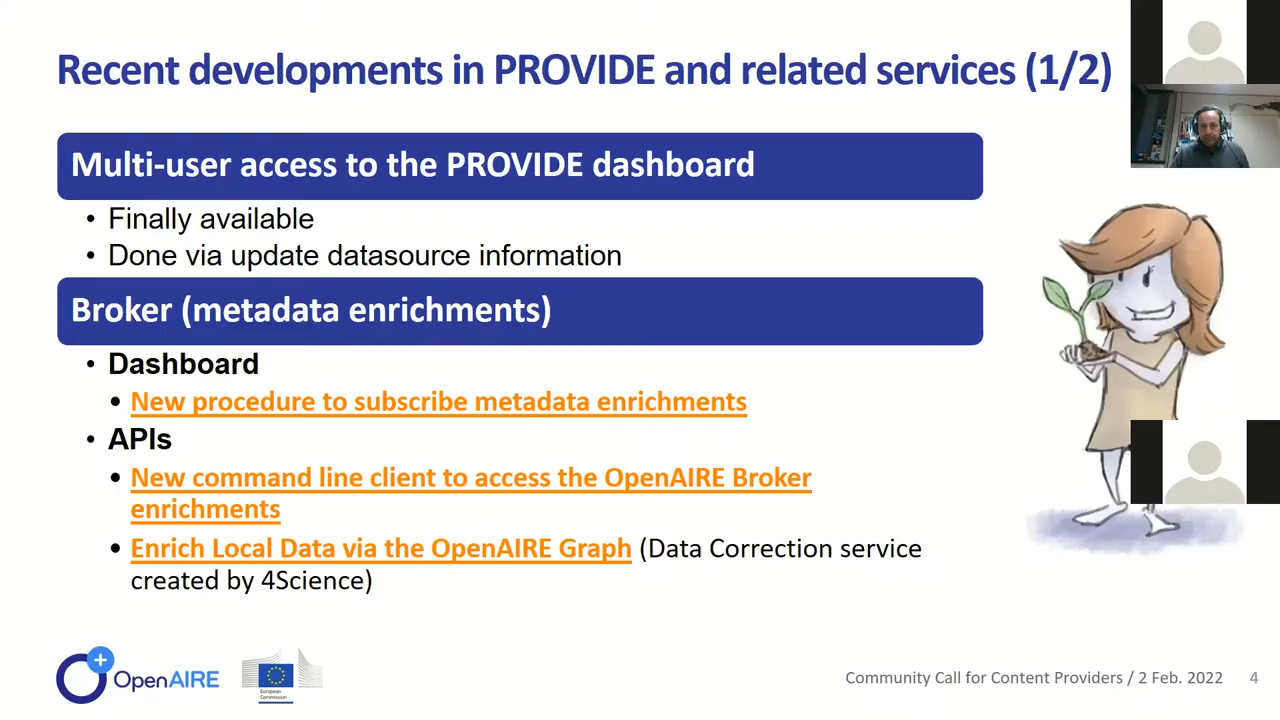 Recent developments in PROVIDE and related services (1/2)
Multi-user access to the PROVIDE dashboard
• Finally available
• Done via update datasource information
Broker (metadata enrichments)
• Dashboard
• New procedure to subscribe metadata enrichments
• APIs
• New command line client to access the OpenAIRE Broker
enrichments
• Enrich Local Data via the OpenAIRE Graph (Data Correction service
created by 4Science)
OpenAIRE
European
Commission
Community Call for Content Providers / 2 Feb. 2022 4